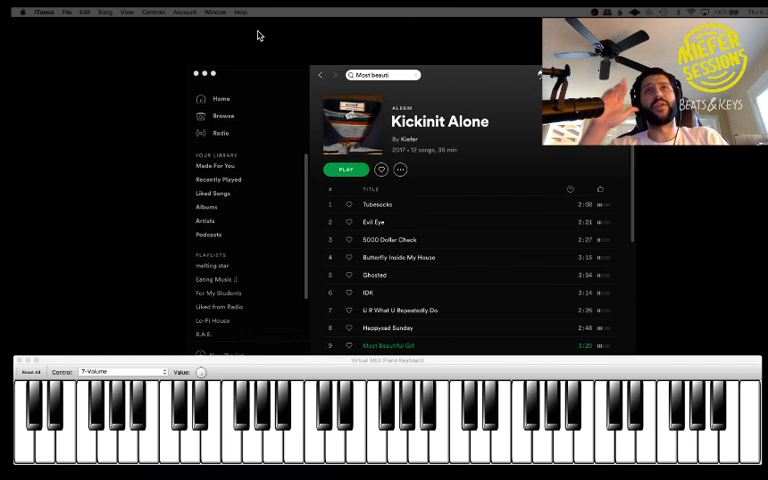 iTunes File Edit Song View Controls Account Window Help
Most beauti
KIEFER
SESSIONS
BEATS & KEYS
Home
Browse
Radio
YOUR LIBRARY
Made For You
Recently Played
Liked Songs
Albums
Artists
Podcasts
PLAYLISTS
melting star
Eating Music ;)
For My Students
Liked from Radio
Lo-Fi House
B.A.E.
ALBUM
Kickinit Alone
By Kiefer
2017 • 12 songs, 35 min
PLAY
# TITLE
1 Tubesocks 2:08
2 Evil Eye 2:21
3 5000 Dollar Check 2:27
4 Butterfly Inside My House 3:15
5 Ghosted 3:54
6 IDK 3:14
7 U R What U Repeatedly Do 2:26
8 Happysad Sunday 2:48
9 Most Beautiful Girl 3:20
Virtual MIDI Piano Keyboard
Reset All Control: 7-Volume Value: